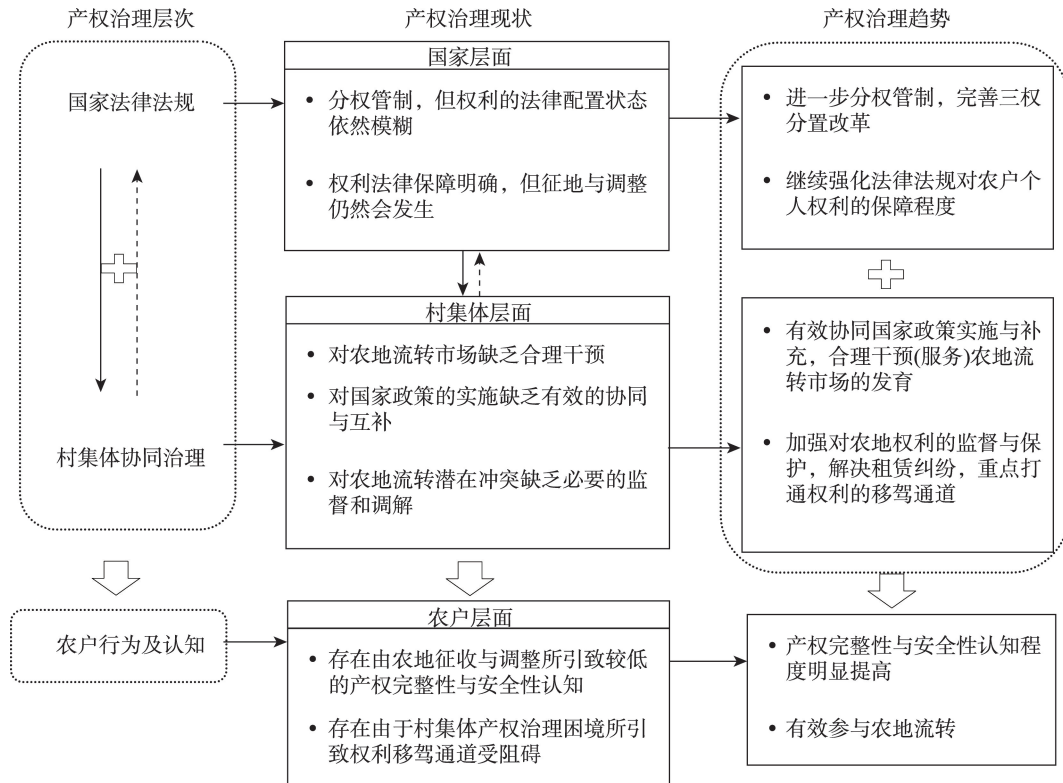 产权治理层次
产权治理现状
产权治理趋势
国家法律法规
村集体协同治理
农户行为及认知
国家层面
• 分权管制，但权利的法律配置状态
依然模糊
• 权利法律保障明确，但征地与调整
仍然会发生
村集体层面
• 对农地流转市场缺乏合理干预
• 对国家政策的实施缺乏有效的协同
与互补
• 对农地流转潜在冲突缺乏必要的监
督和调解
农户层面
• 存在由农地征收与调整所引致较低
的产权完整性与安全性认知
• 存在由于村集体产权治理困境所引
致权利移驾通道受阻碍
• 进一步分权管制，完善三权
分置改革
• 继续强化法律法规对农户个
人权利的保障程度
• 有效协同国家政策实施与补
充，合理干预(服务)农地流
转市场的发育
• 加强对农地权利的监督与保
护，解决租赁纠纷，重点打
通权利的移驾通道
• 产权完整性与安全性认知程
度明显提高
• 有效参与农地流转